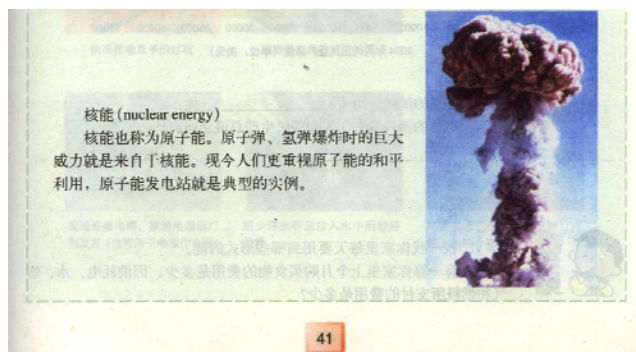 核能(nuclear energy)
核能也称为原子能。原子弹、氢弹爆炸时的巨大
威力就是来自于核能。现今人们更重视原子能的和平
利用，原子能发电站就是典型的实例。
41